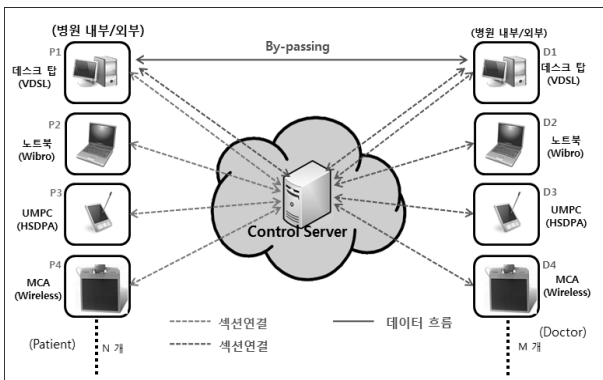 (병원 내부/외부)
P1
데스크 탑
(VDSL)
P2
노트북
(Wibro)
P3
UMPC
(HSDPA)
P4
MCA
(Wireless)
(Patient)
N 개
By-passing
Control Server
섹션연결
데이터 흐름
섹션연결
(병원 내부/외부)
D1
데스크 탑
(VDSL)
D2
노트북
(Wibro)
D3
UMPC
(HSDPA)
D4
MCA
(Wireless)
(Doctor)
M 개